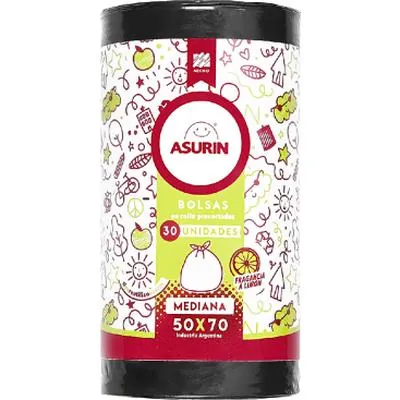 ASURIN
BOLSAS
en rollo precortadas
30 UNIDADES
FRAGANCIA
A LIMÓN
MEDIANA
50X70
Industria Argentina